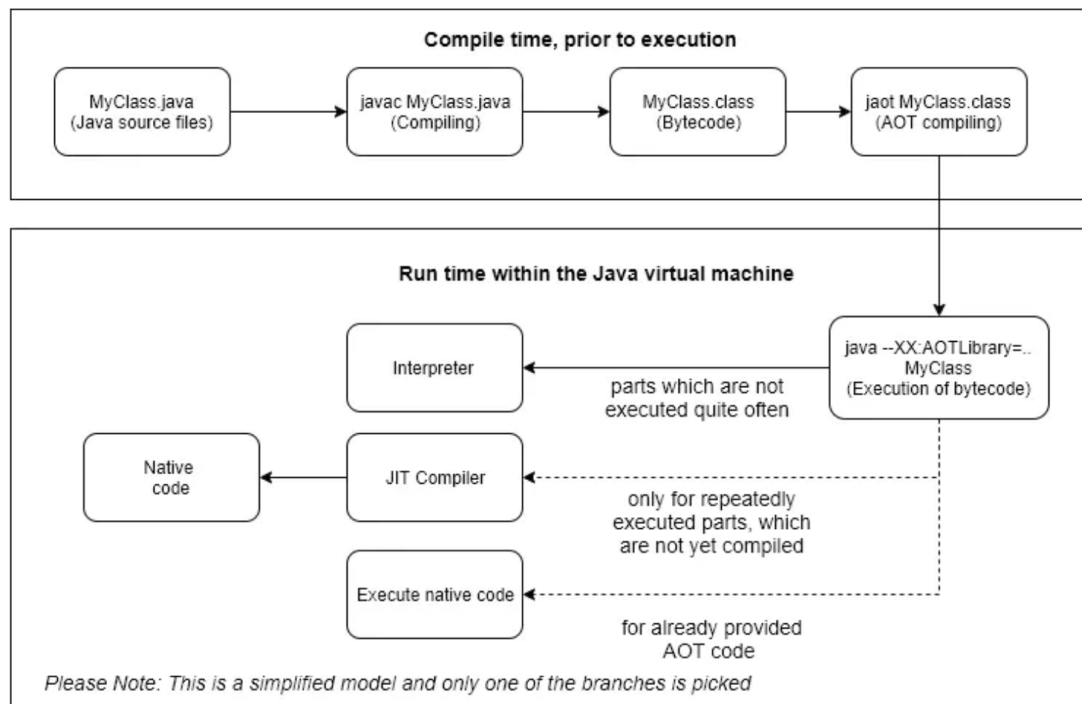 Compile time, prior to execution
MyClass.java
(Java source files)
javac MyClass.java
(Compiling)
MyClass.class
(Bytecode)
jaot MyClass.class
(AOT compiling)
Run time within the Java virtual machine
java --XX:AOTLibrary=..
MyClass
(Execution of bytecode)
Interpreter
parts which are not
executed quite often
Native
code
JIT Compiler
only for repeatedly
executed parts, which
are not yet compiled
Execute native code
for already provided
AOT code
Please Note: This is a simplified model and only one of the branches is picked